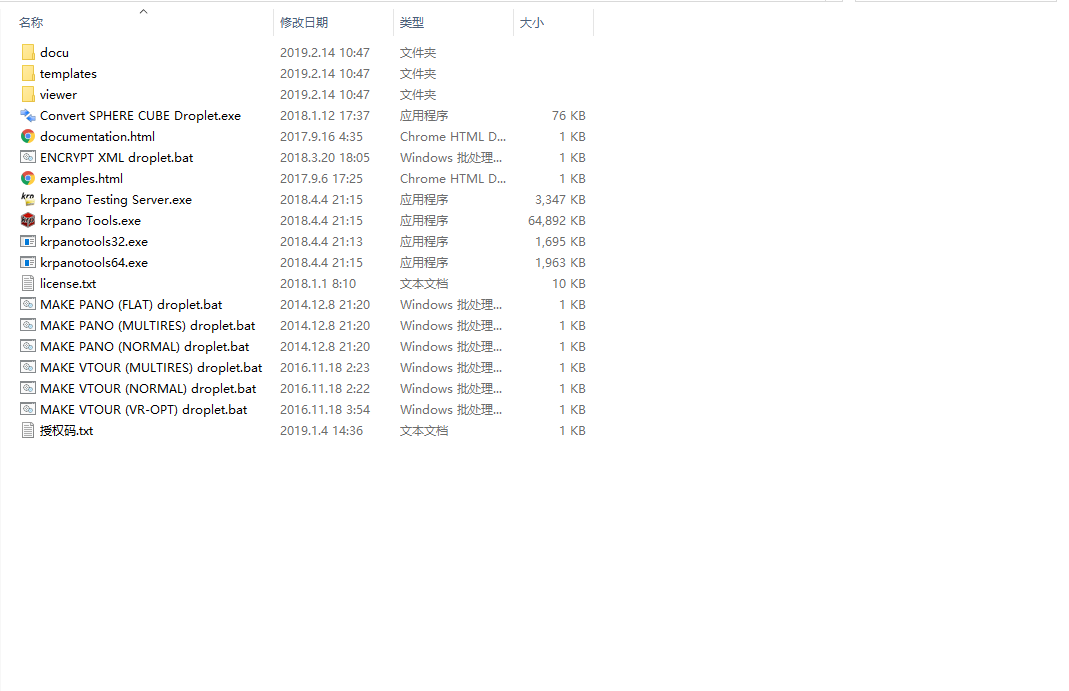 名称 修改日期 类型 大小
docu 2019.2.14 10:47 文件夹
templates 2019.2.14 10:47 文件夹
viewer 2019.2.14 10:47 文件夹
Convert SPHERE CUBE Droplet.exe 2018.1.12 17:37 应用程序 76 KB
documentation.html 2017.9.16 4:35 Chrome HTML D... 1 KB
ENCRYPT XML droplet.bat 2018.3.20 18:05 Windows 批处理... 1 KB
examples.html 2017.9.6 17:25 Chrome HTML D... 1 KB
krpano Testing Server.exe 2018.4.4 21:15 应用程序 3,347 KB
krpano Tools.exe 2018.4.4 21:15 应用程序 64,892 KB
krpanotools32.exe 2018.4.4 21:13 应用程序 1,695 KB
krpanotools64.exe 2018.4.4 21:15 应用程序 1,963 KB
license.txt 2018.1.1 8:10 文本文档 10 KB
MAKE PANO (FLAT) droplet.bat 2014.12.8 21:20 Windows 批处理... 1 KB
MAKE PANO (MULTIRES) droplet.bat 2014.12.8 21:20 Windows 批处理... 1 KB
MAKE PANO (NORMAL) droplet.bat 2014.12.8 21:20 Windows 批处理... 1 KB
MAKE VTOUR (MULTIRES) droplet.bat 2016.11.18 2:23 Windows 批处理... 1 KB
MAKE VTOUR (NORMAL) droplet.bat 2016.11.18 2:22 Windows 批处理... 1 KB
MAKE VTOUR (VR-OPT) droplet.bat 2016.11.18 3:54 Windows 批处理... 1 KB
授权码.txt 2019.1.4 14:36 文本文档 1 KB